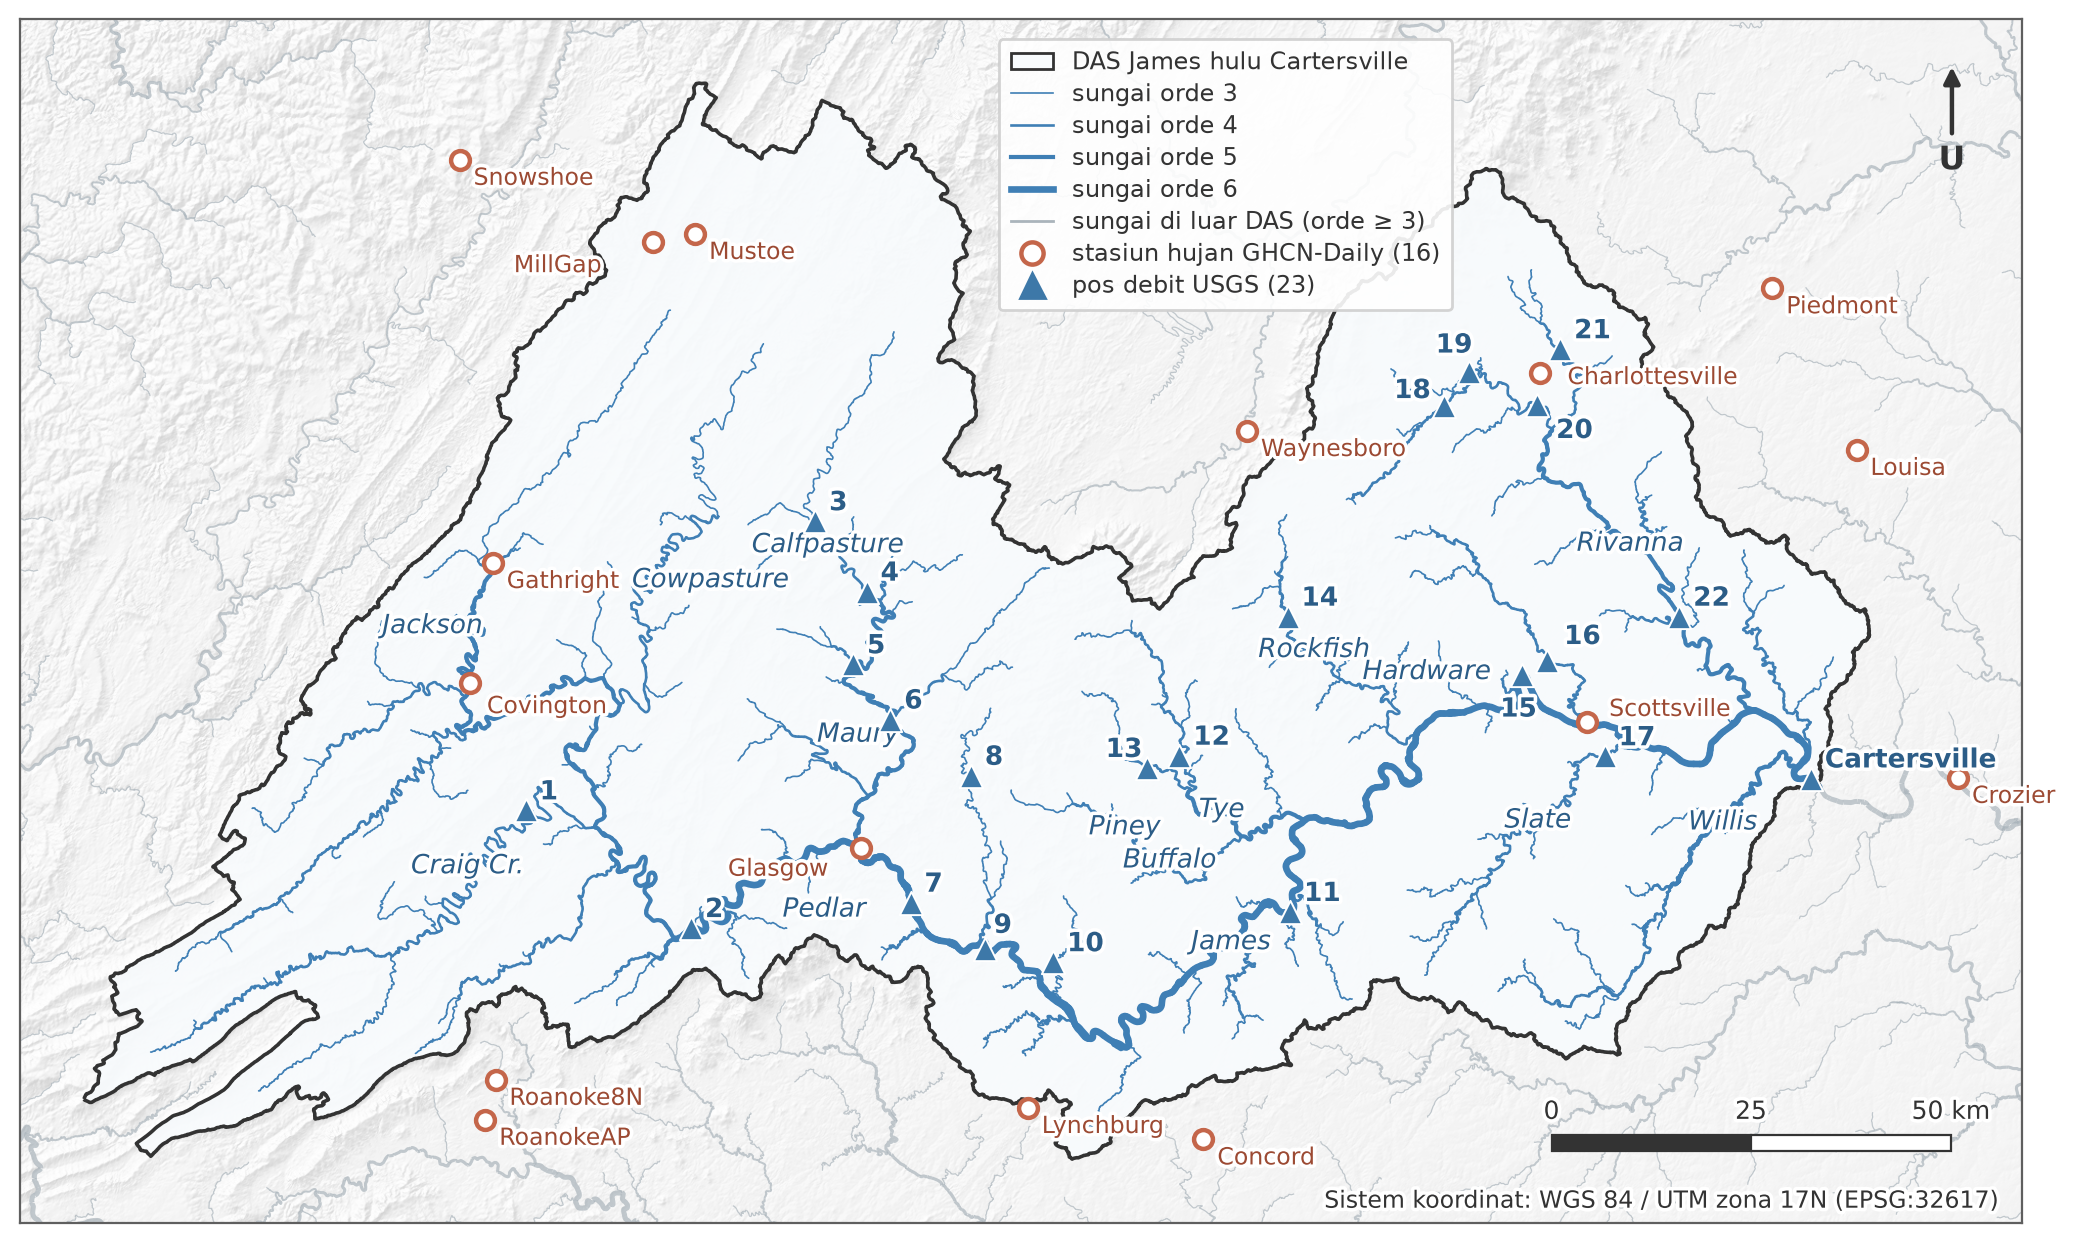 DAS James hulu Cartersville
sungai orde 3
sungai orde 4
sungai orde 5
sungai orde 6
sungai di luar DAS (orde ≥ 3)
stasiun hujan GHCN-Daily (16)
pos debit USGS (23)
U
Snowshoe
Mustoe
MillGap
Piedmont
21
19
Charlottesville
18
20
Waynesboro
Louisa
3
Calfpasture
Rivanna
4
Gathright
Cowpasture
14
22
Jackson
16
5
Rockfish
Hardware
6
Covington
15
Scottsville
Maury
12
17
13
8
Cartersville
1
Crozier
Tye
Piney
Slate
Willis
Buffalo
Craig Cr.
Glasgow
7
11
2
Pedlar
9
10
James
Roanoke8N
0 25 50 km
Lynchburg
RoanokeAP
Concord
Sistem koordinat: WGS 84 / UTM zona 17N (EPSG:32617)